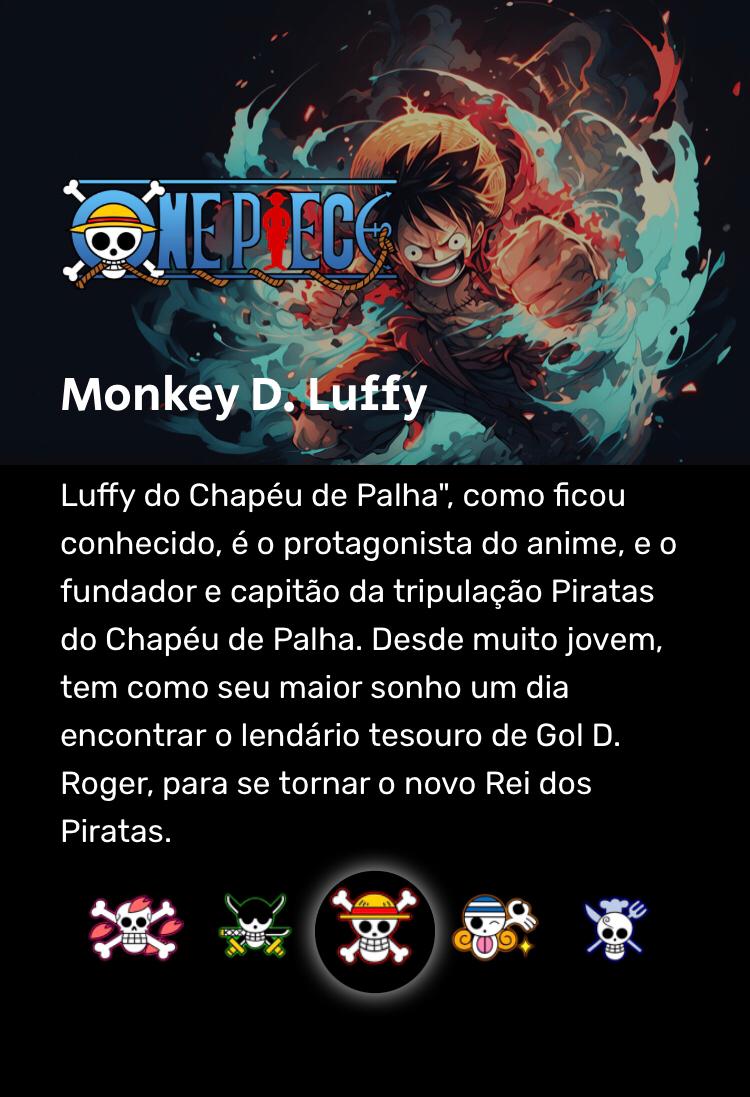 ONE PIECE
Monkey D. Luffy
Luffy do Chapéu de Palha", como ficou
conhecido, é o protagonista do anime, e o
fundador e capitão da tripulação Piratas
do Chapéu de Palha. Desde muito jovem,
tem como seu maior sonho um dia
encontrar o lendário tesouro de Gol D.
Roger, para se tornar o novo Rei dos
Piratas.